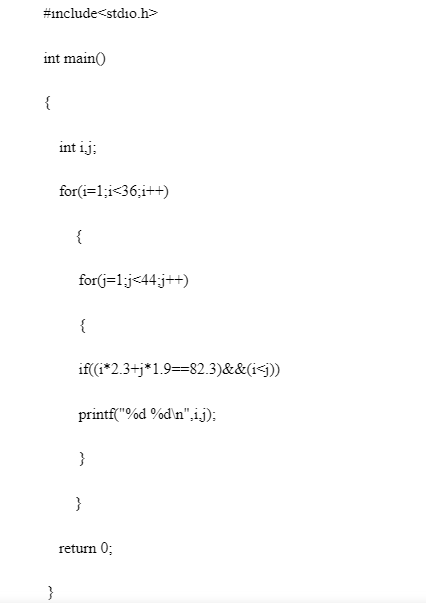 #include<stdio.h>
int main()
{
int i,j;
for(i=1;i<36;i++)
{
for(j=1;j<44;j++)
{
if((i*2.3+j*1.9==82.3)&&(i<j))
printf("%d %d\n",i,j);
}
}
return 0;
}